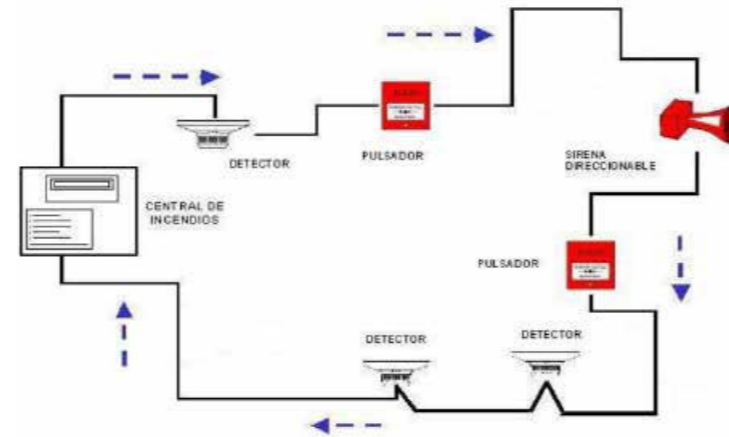 DETECTOR
PULSADOR
SIRENA
DIRECCIONABLE
CENTRAL DE
INCENDIOS
PULSADOR
DETECTOR
DETECTOR